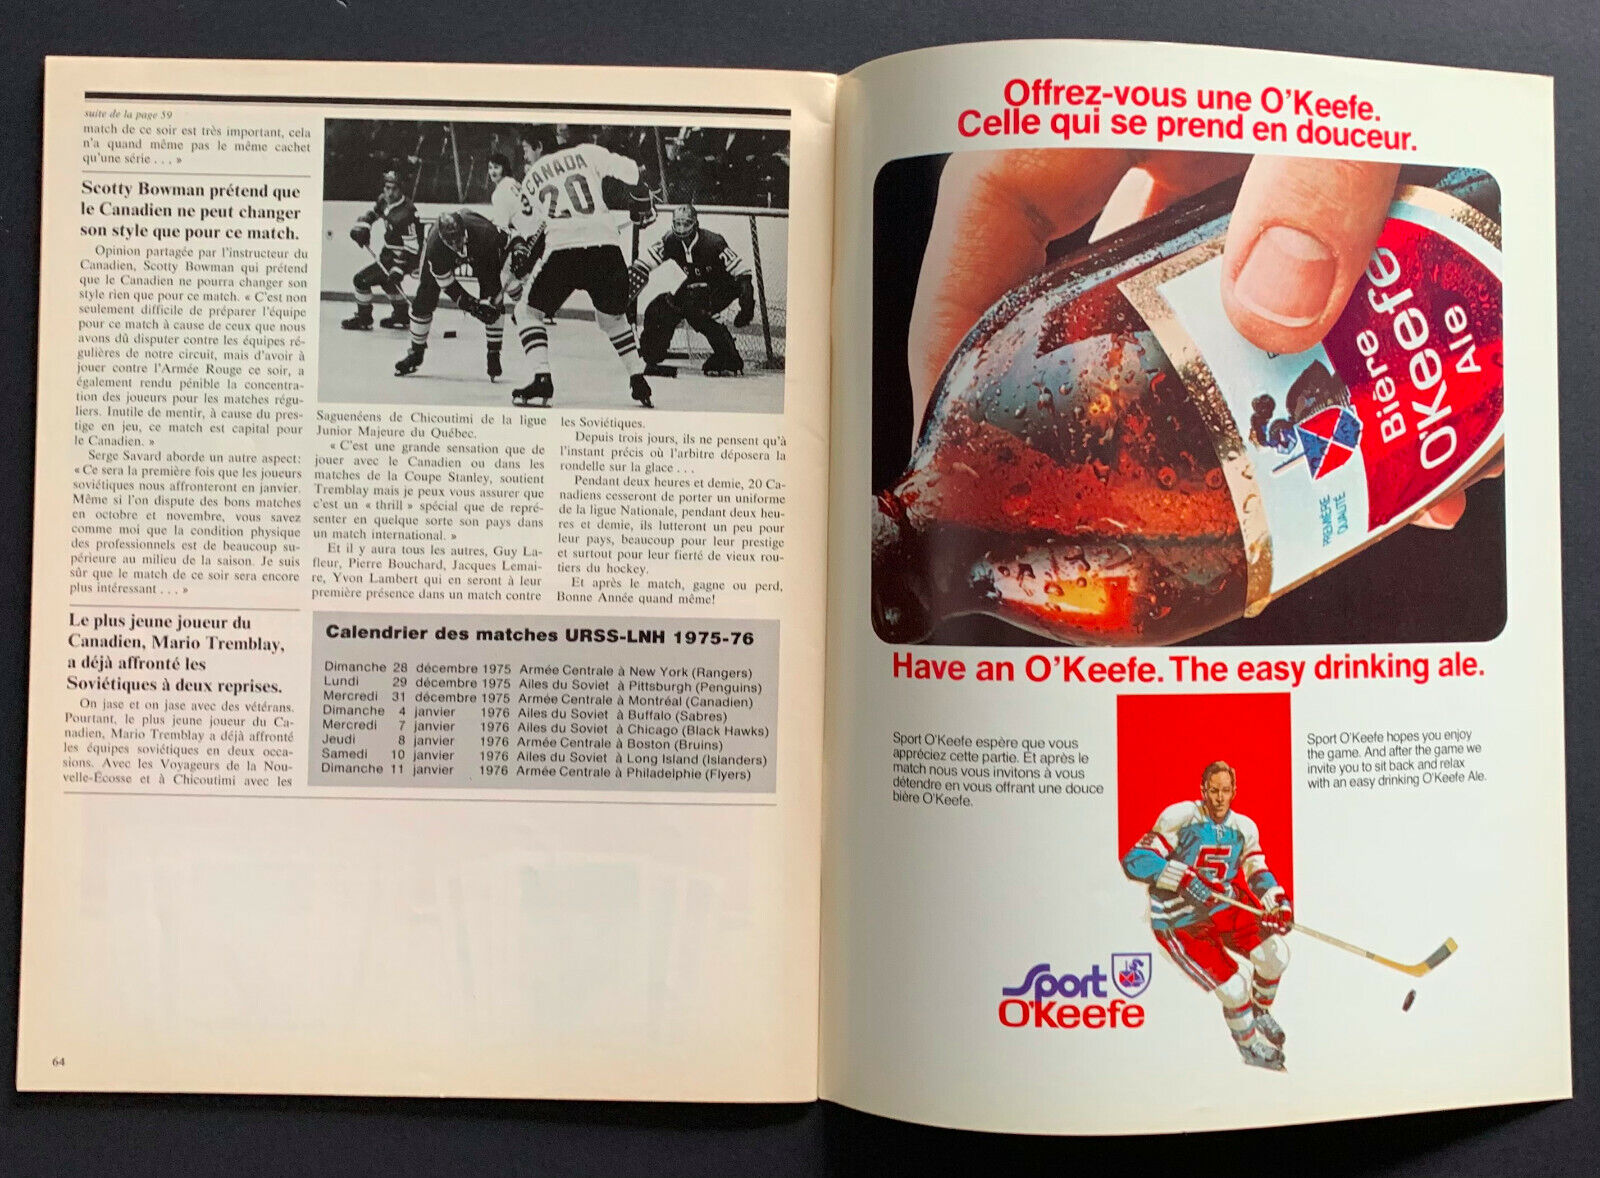 suite de la page 59
match de ce soir est très important, cela
n'a quand même pas le même cachet
qu'une série . . . »
Scotty Bowman prétend que
le Canadien ne peut changer
son style que pour ce match.
Opinion partagée par l'instructeur du
Canadien, Scotty Bowman qui prétend
que le Canadien ne pourra changer son
style rien que pour ce match. « C'est non
seulement difficile de préparer l'équipe
pour ce match à cause de ceux que nous
avons dû disputer contre les équipes ré-
gulières de notre circuit, mais d'avoir à
jouer contre l'Armée Rouge ce soir, a
également rendu pénible la concentra-
tion des joueurs pour les matches régu-
liers. Inutile de mentir, à cause du pres-
tige en jeu, ce match est capital pour
le Canadien. »
Serge Savard aborde un autre aspect:
« Ce sera la première fois que les joueurs
soviétiques nous affronteront en janvier.
Même si l'on dispute des bons matches
en octobre et novembre, vous savez
comme moi que la condition physique
des professionnels est de beaucoup su-
périeure au milieu de la saison. Je suis
sûr que le match de ce soir sera encore
plus intéressant . . . »
Le plus jeune joueur du
Canadien, Mario Tremblay,
a déjà affronté les
Soviétiques à deux reprises.
On jase et on jase avec des vétérans.
Pourtant, le plus jeune joueur du Ca-
nadien, Mario Tremblay a déjà affronté
les équipes soviétiques en deux occa-
sions. Avec les Voyageurs de la Nou-
velle-Écosse et à Chicoutimi avec les
CANADA
20
Saguenéens de Chicoutimi de la ligue
Junior Majeure du Québec.
« C'est une grande sensation que de
jouer avec le Canadien ou dans les
matches de la Coupe Stanley, soutient
Tremblay mais je peux vous assurer que
c'est un « thrill » spécial que de repré-
senter en quelque sorte son pays dans
un match international. »
Et il y aura tous les autres, Guy La-
fleur, Pierre Bouchard, Jacques Lemai-
re, Yvon Lambert qui en seront à leur
première présence dans un match contre
les Soviétiques.
Depuis trois jours, ils ne pensent qu'à
l'instant précis où l'arbitre déposera la
rondelle sur la glace . . .
Pendant deux heures et demie, 20 Ca-
nadiens cesseront de porter un uniforme
de la ligue Nationale, pendant deux heu-
res et demie, ils lutteront un peu pour
leur pays, beaucoup pour leur prestige
et surtout pour leur fierté de vieux rou-
tiers du hockey.
Et après le match, gagne ou perd,
Bonne Année quand même!
Calendrier des matches URSS-LNH 1975-76
Dimanche 28 décembre 1975 Armée Centrale à New York (Rangers)
Lundi 29 décembre 1975 Ailes du Soviet à Pittsburgh (Penguins)
Mercredi 31 décembre 1975 Armée Centrale à Montréal (Canadien)
Dimanche 4 janvier 1976 Ailes du Soviet à Buffalo (Sabres)
Mercredi 7 janvier 1976 Ailes du Soviet à Chicago (Black Hawks)
Jeudi 8 janvier 1976 Armée Centrale à Boston (Bruins)
Samedi 10 janvier 1976 Ailes du Soviet à Long Island (Islanders)
Dimanche 11 janvier 1976 Armée Centrale à Philadelphie (Flyers)
64
Offrez-vous une O'Keefe.
Celle qui se prend en douceur.
Bière
O'Keefe
Ale
PREMIÈRE
QUALITÉ
Have an O'Keefe. The easy drinking ale.
Sport O'Keefe espère que vous
appréciez cette partie. Et après le
match nous vous invitons à vous
détendre en vous offrant une douce
bière O'Keefe.
Sport O'Keefe hopes you enjoy
the game. And after the game we
invite you to sit back and relax
with an easy drinking O'Keefe Ale.
5
Sport
O'Keefe